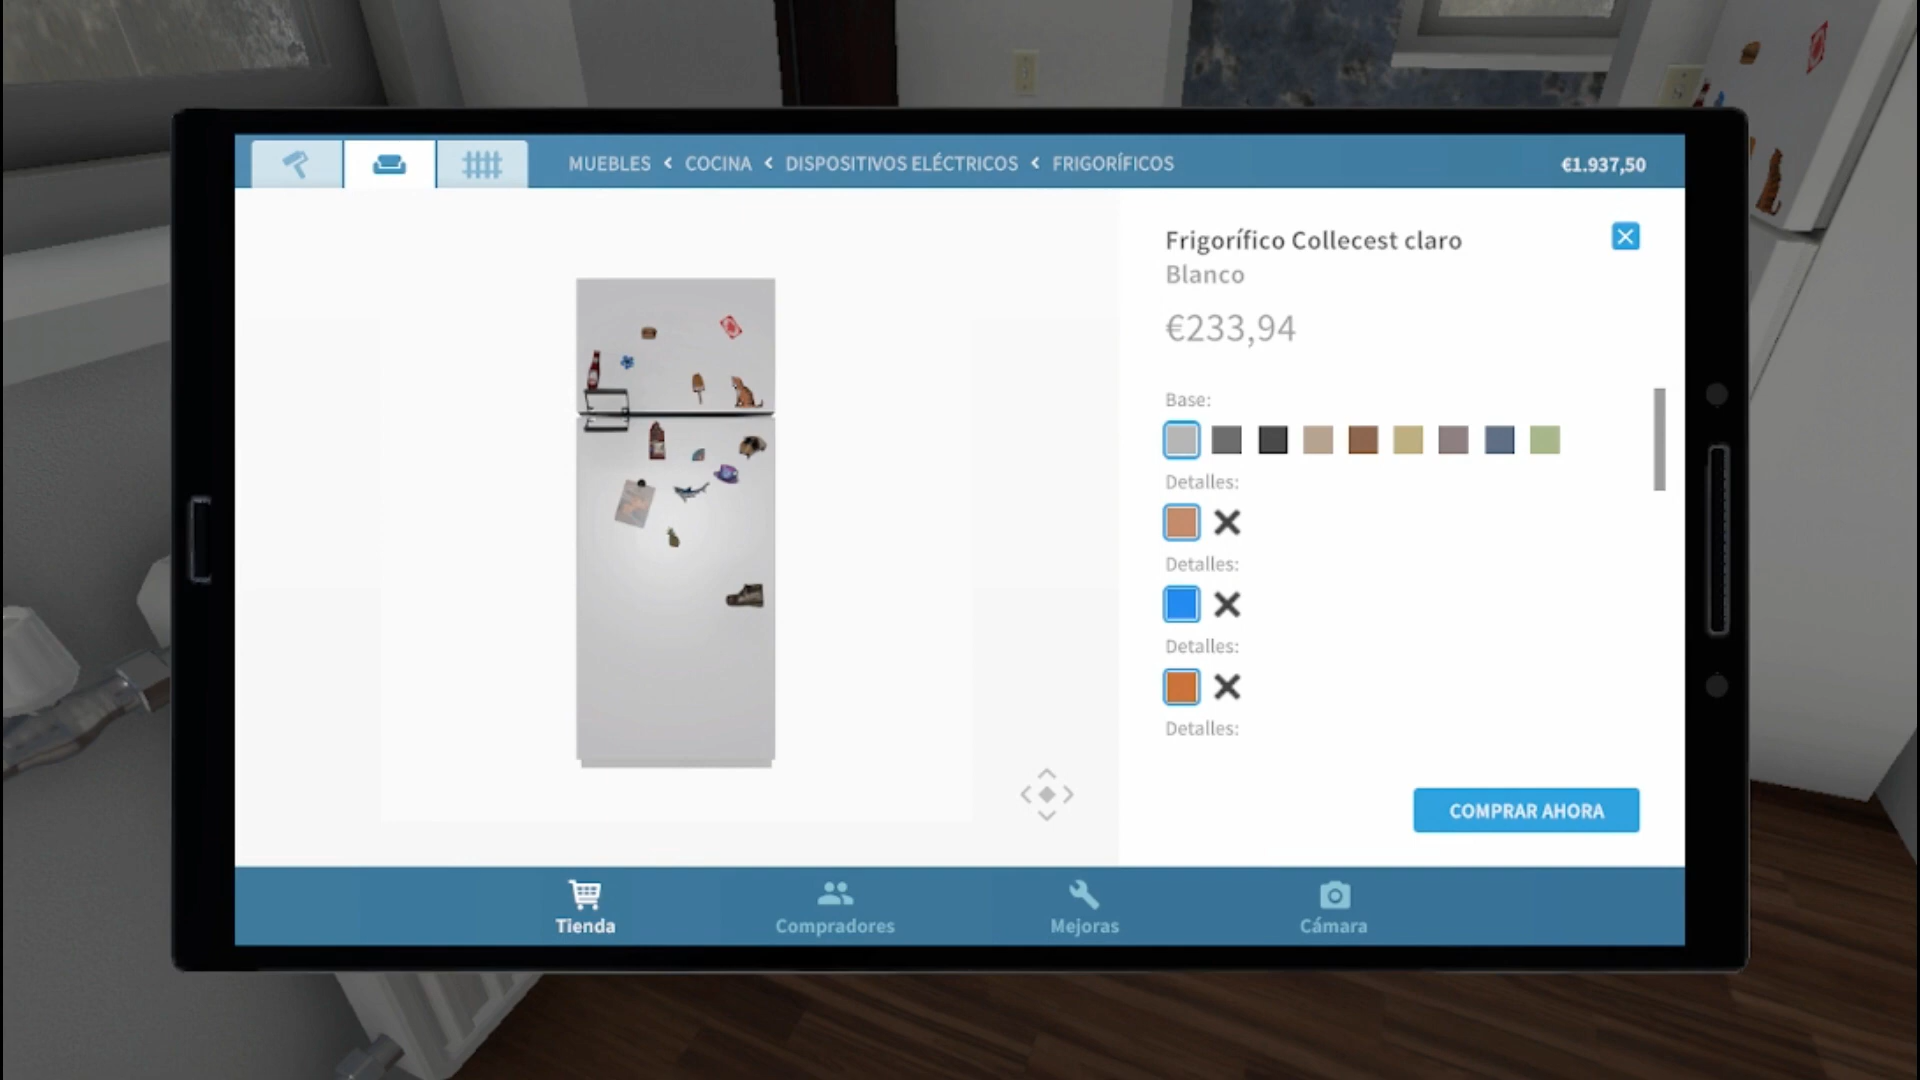 MUEBLES < COCINA < DISPOSITIVOS ELÉCTRICOS < FRIGORÍFICOS
€1.937,50
Frigorífico Collecest claro
Blanco
€233,94
Base:
Detalles:
Detalles:
Detalles:
Detalles:
COMPRAR AHORA
Tienda
Compradores
Mejoras
Cámara